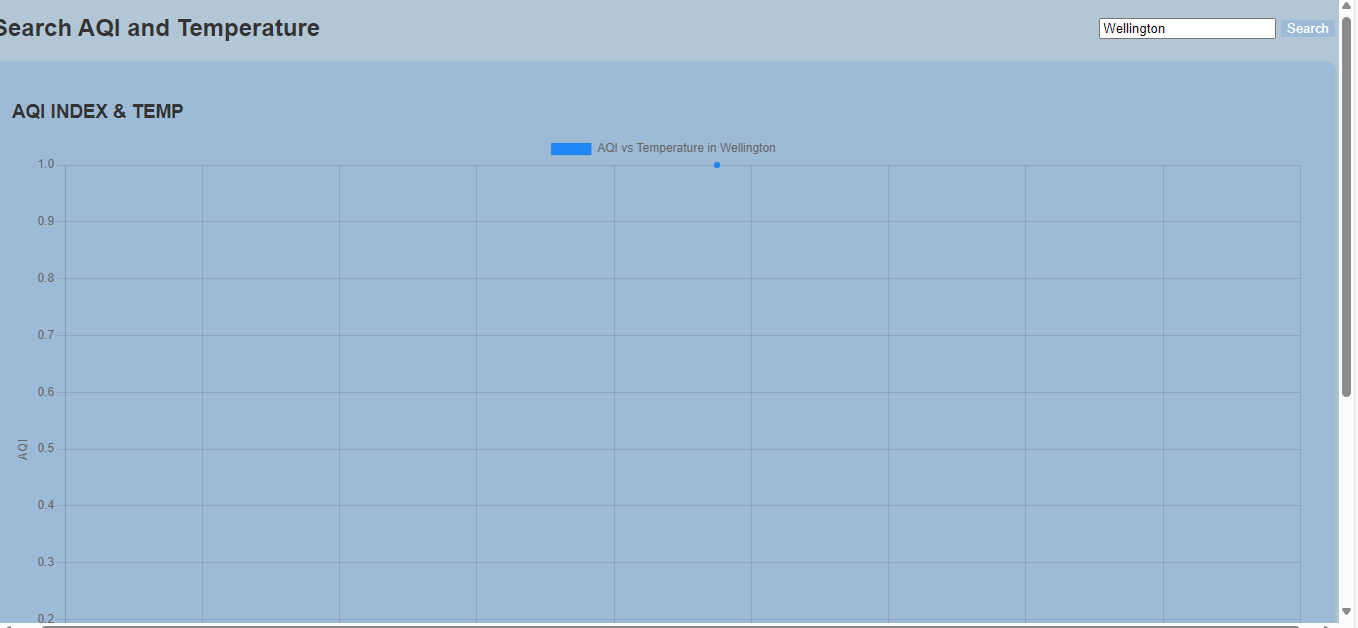 Search AQI and Temperature
Wellington
Search
AQI INDEX & TEMP
AQI vs Temperature in Wellington
1.0
0.9
0.8
0.7
0.6
0.5
AQI
0.4
0.3
0.2